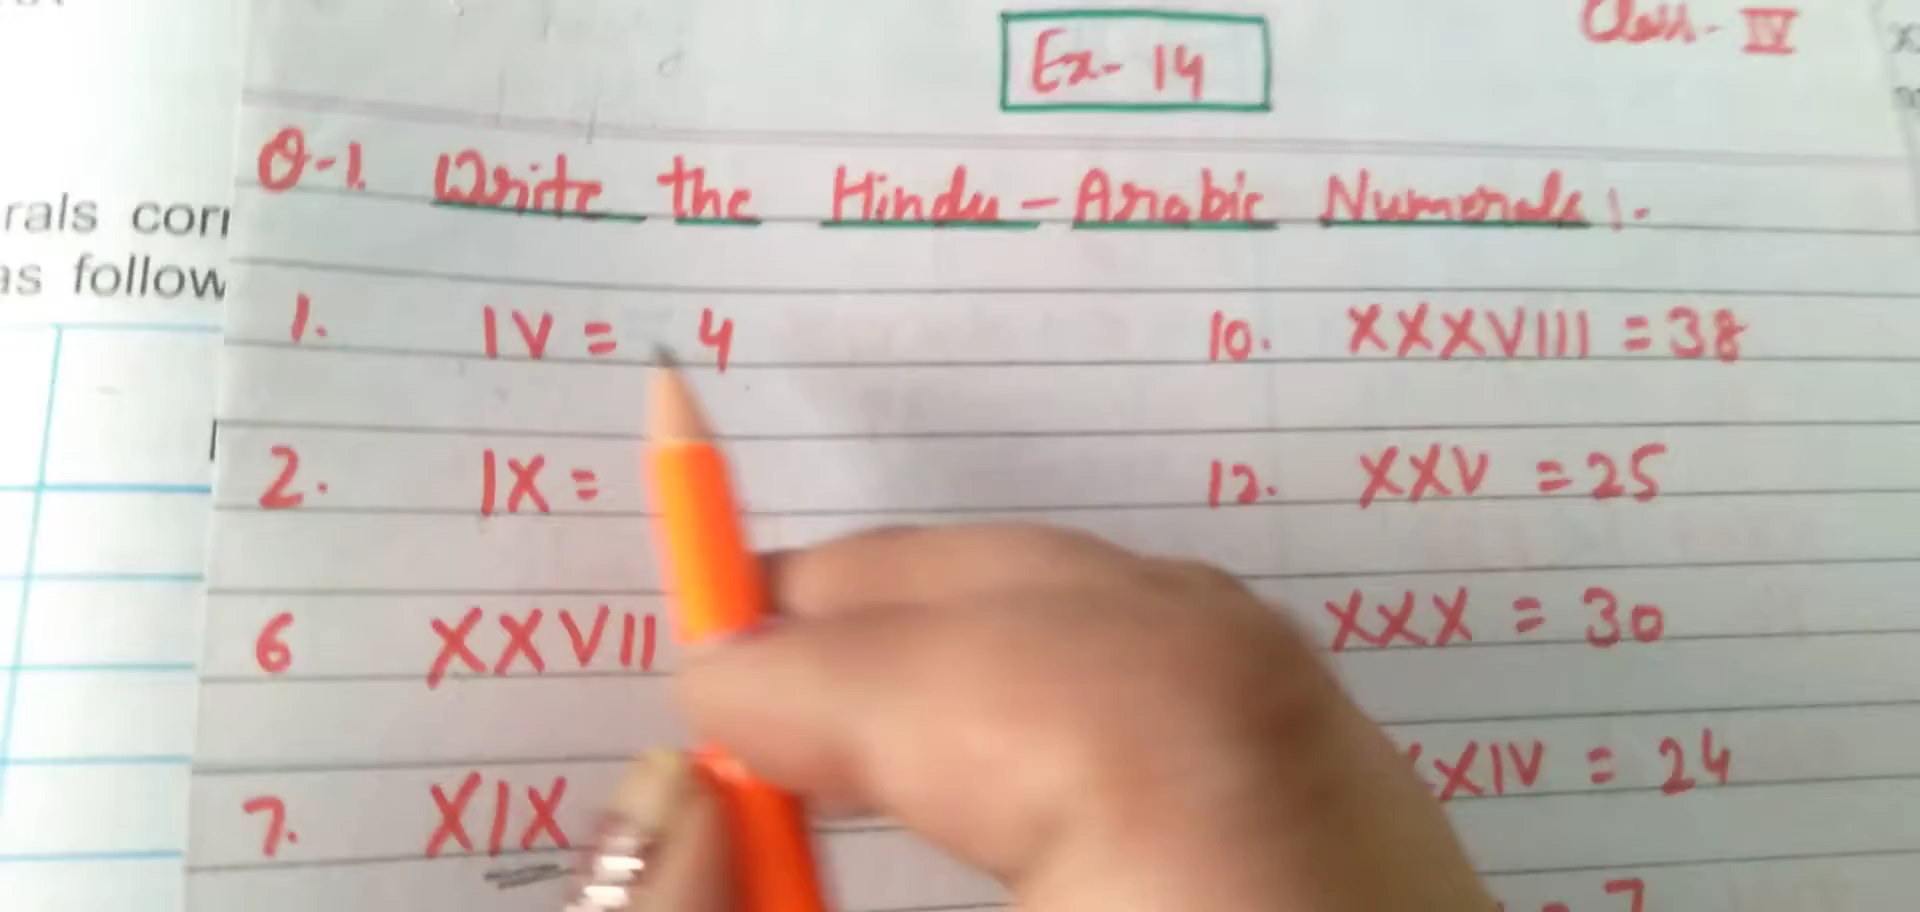 Class- IV
Ex- 14
Q-1. Write the Hindu-Arabic Numerals:-
rals
as follow
1. IV = 4
10. XXXVIII = 38
2. IX =
12. XXV = 25
6 XXVII
XXX = 30
7. XIX
XIV = 24
= 7